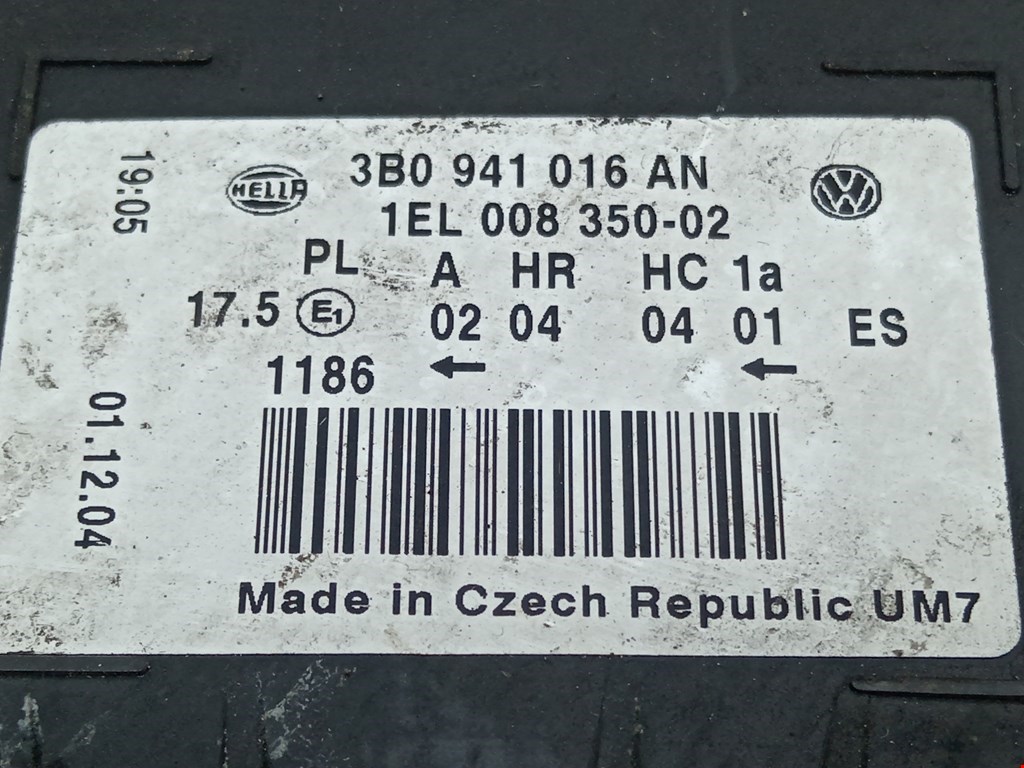 19:05
HELLA
3B0 941 016 AN
1EL 008 350-02
PL A HR HC 1a
17.5 E1 02 04 04 01 ES
1186 ← ←
01.12.04
Made in Czech Republic UM7